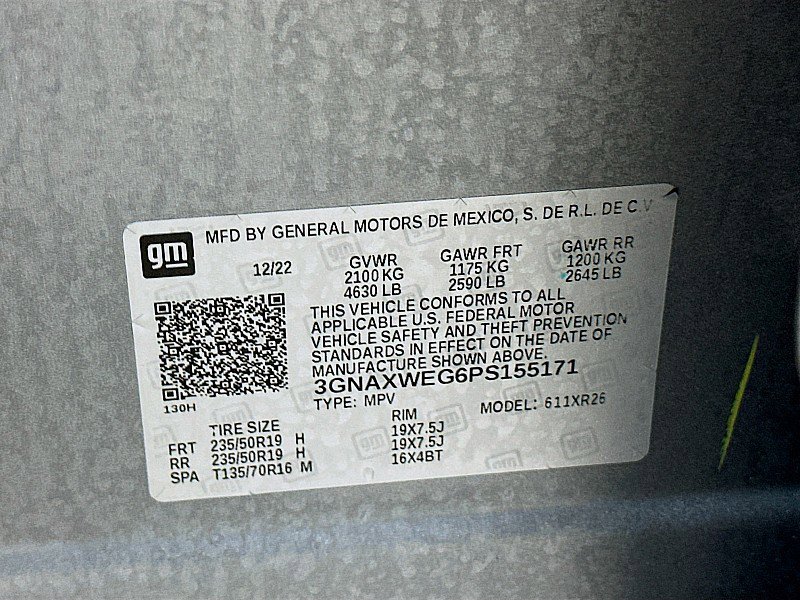 gm MFD BY GENERAL MOTORS DE MEXICO, S. DE R.L. DE C.V
12/22 GVWR GAWR FRT GAWR RR
2100 KG 1175 KG 1200 KG
4630 LB 2590 LB 2645 LB
THIS VEHICLE CONFORMS TO ALL
APPLICABLE U.S. FEDERAL MOTOR
VEHICLE SAFETY AND THEFT PREVENTION
STANDARDS IN EFFECT ON THE DATE OF
MANUFACTURE SHOWN ABOVE.
3GNAXWEG6PS155171
130H
TYPE: MPV MODEL: 611XR26
TIRE SIZE RIM
FRT 235/50R19 H 19X7.5J
RR 235/50R19 H 19X7.5J
SPA T135/70R16 M 16X4BT